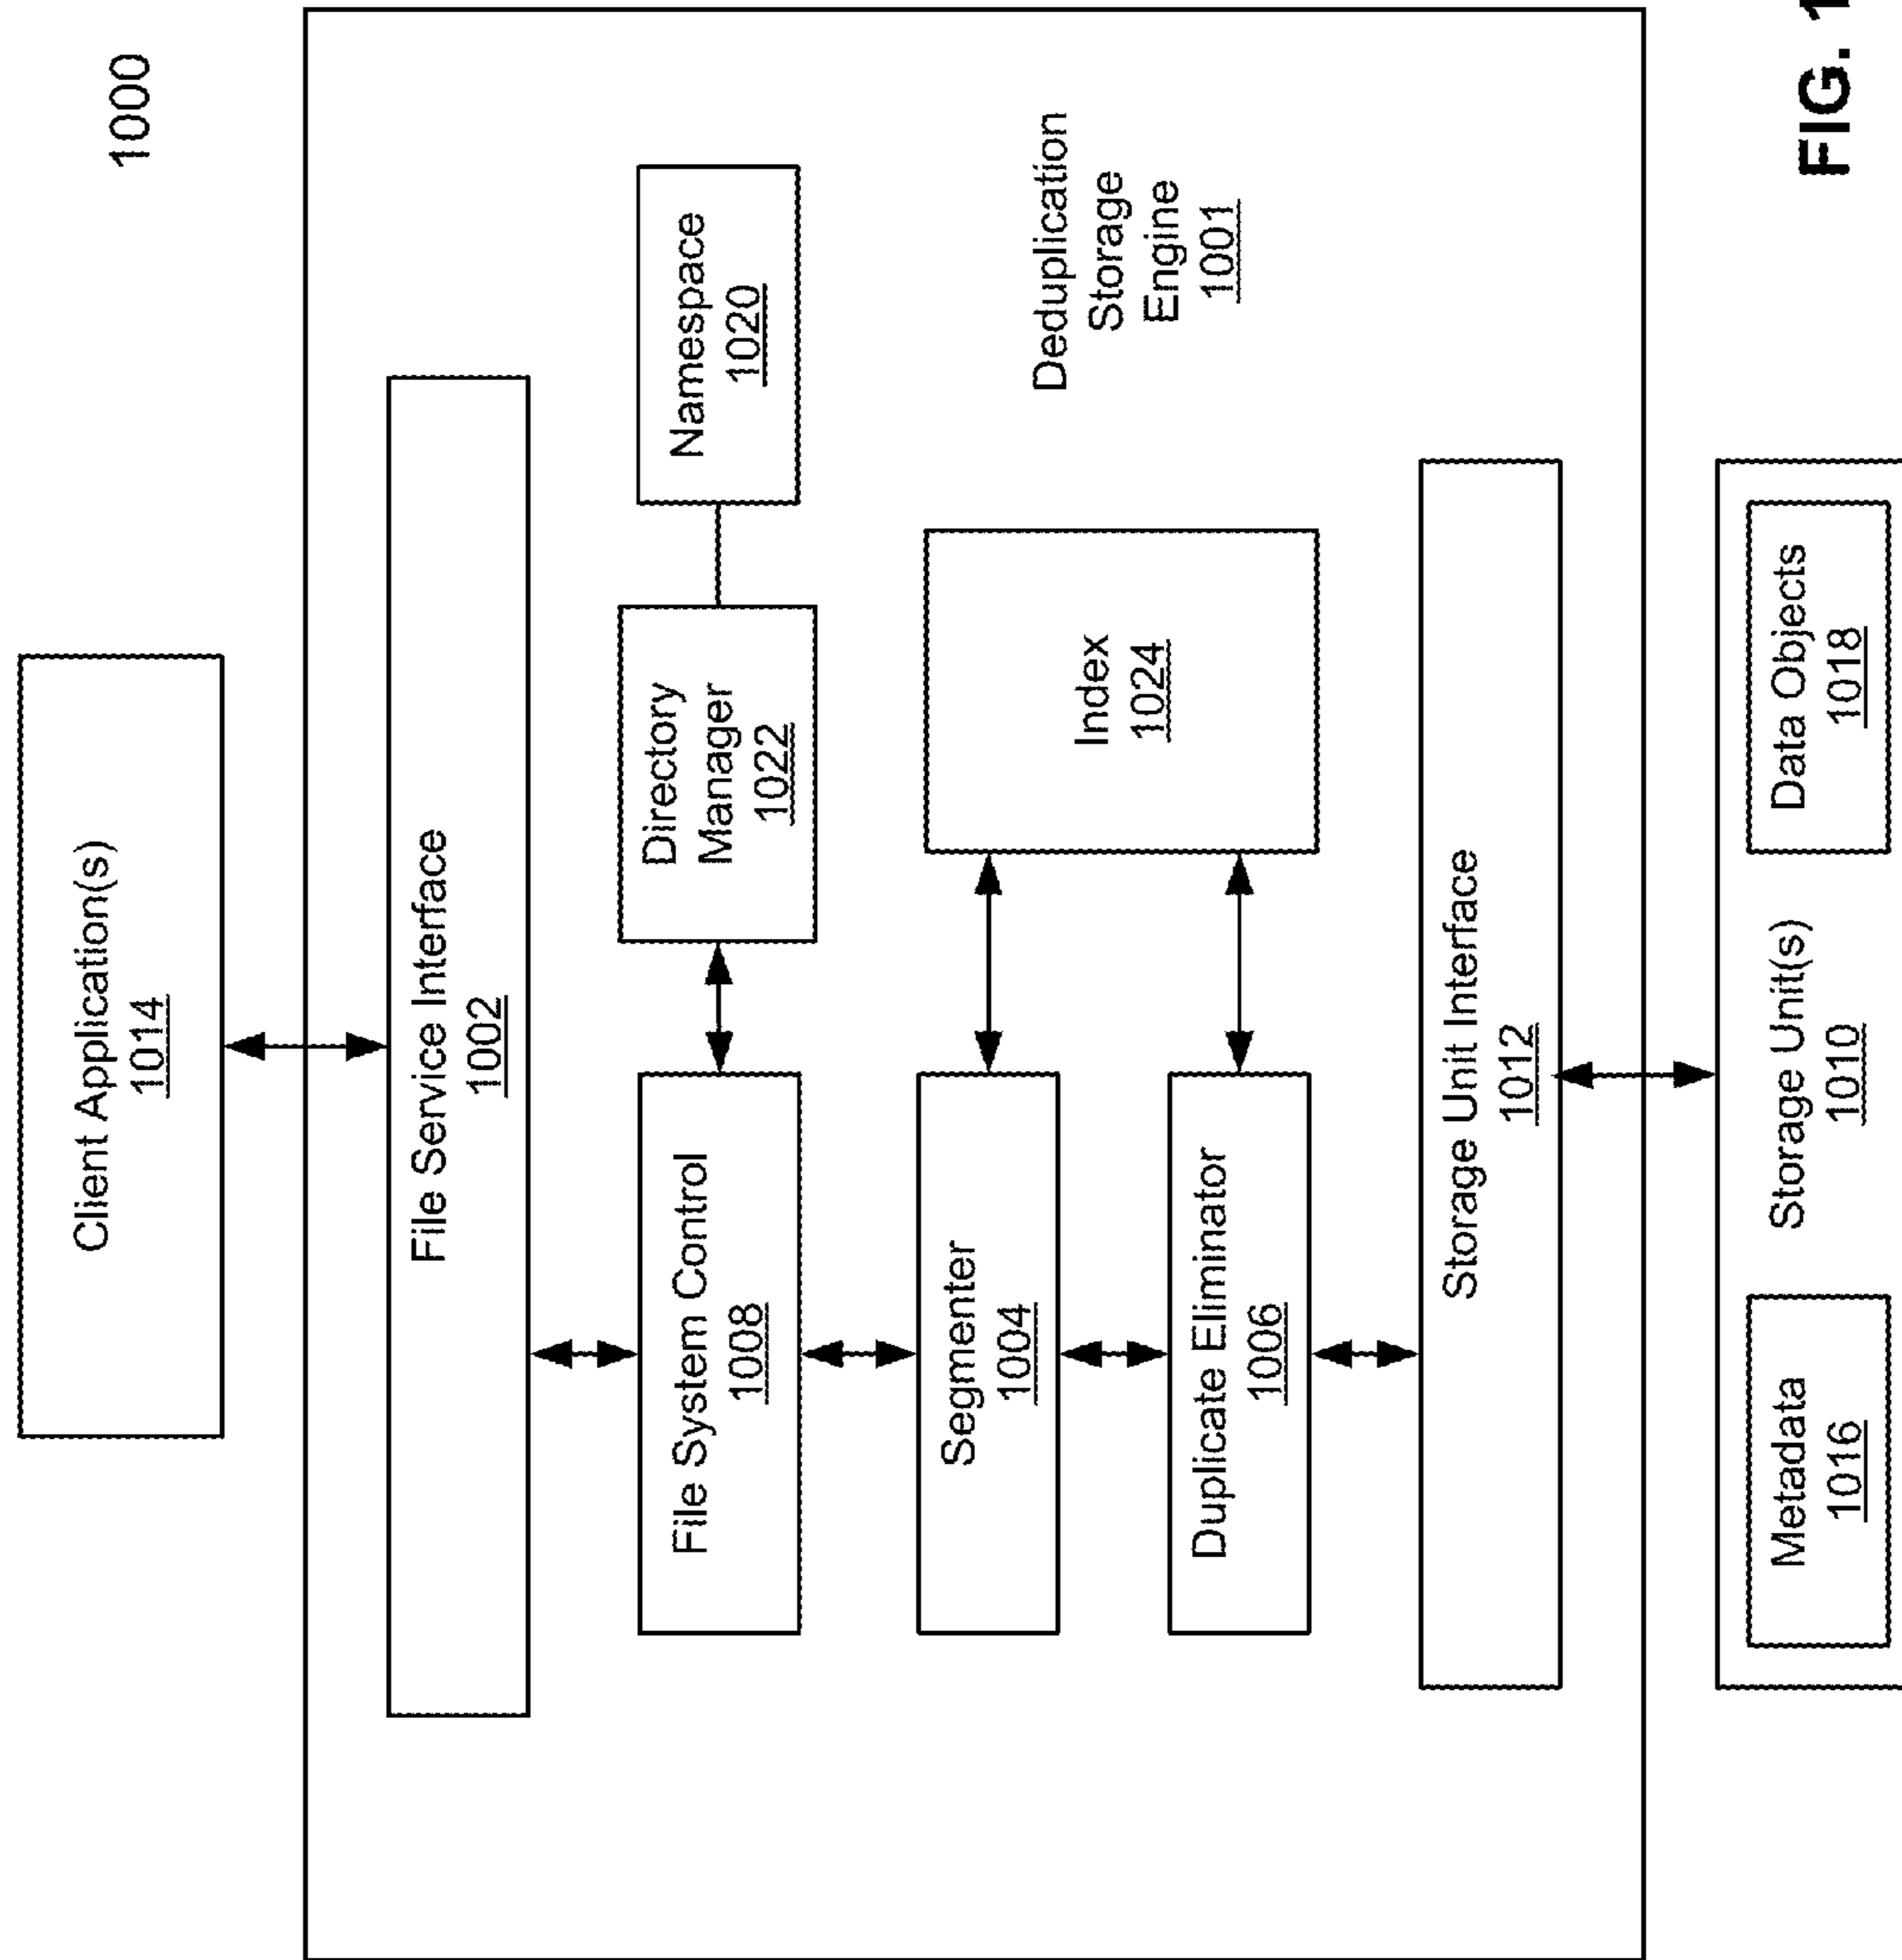 1000
Client Application(s)
1014
File Service Interface
1002
File System Control
1008
Directory
Manager
1022
Namespace
1020
Segmenter
1004
Index
1024
Duplicate Eliminator
1006
Deduplication
Storage
Engine
1001
Storage Unit Interface
1012
Metadata
1016
Storage Unit(s)
1010
Data Objects
1018
FIG. 1